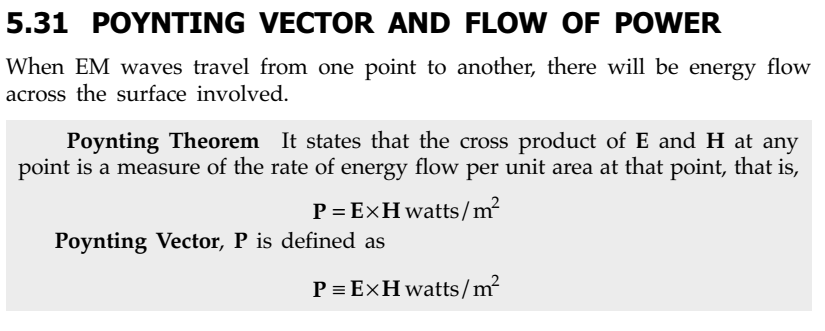 5.31 POYNTING VECTOR AND FLOW OF POWER
When EM waves travel from one point to another, there will be energy flow
across the surface involved.
Poynting Theorem It states that the cross product of E and H at any
point is a measure of the rate of energy flow per unit area at that point, that is,
P = E×H watts/m²
Poynting Vector, P is defined as
P ≡ E×H watts/m²